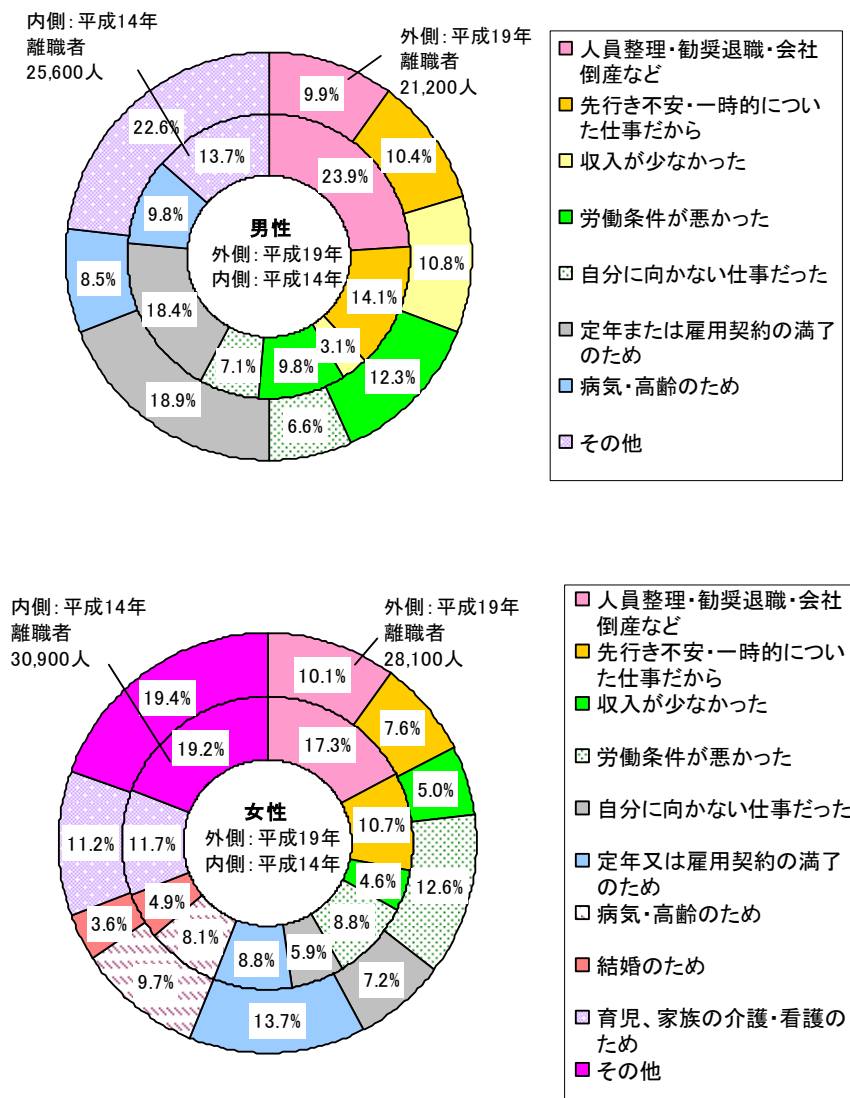 内側：平成14年
離職者
25,600人
外側：平成19年
離職者
21,200人
9.9%
10.4%
10.8%
12.3%
6.6%
18.9%
8.5%
22.6%
23.9%
14.1%
3.1%
9.8%
7.1%
18.4%
9.8%
13.7%
男性
外側：平成19年
内側：平成14年
人員整理・勧奨退職・会社
倒産など
先行き不安・一時的につい
た仕事だから
収入が少なかった
労働条件が悪かった
自分に向かない仕事だった
定年または雇用契約の満了
のため
病気・高齢のため
その他
内側：平成14年
離職者
30,900人
外側：平成19年
離職者
28,100人
10.1%
7.6%
5.0%
12.6%
7.2%
13.7%
9.7%
3.6%
11.2%
19.4%
17.3%
10.7%
4.6%
8.8%
5.9%
8.8%
8.1%
4.9%
11.7%
19.2%
女性
外側：平成19年
内側：平成14年
人員整理・勧奨退職・会社
倒産など
先行き不安・一時的につい
た仕事だから
収入が少なかった
労働条件が悪かった
自分に向かない仕事だった
定年又は雇用契約の満了
のため
病気・高齢のため
結婚のため
育児、家族の介護・看護の
ため
その他